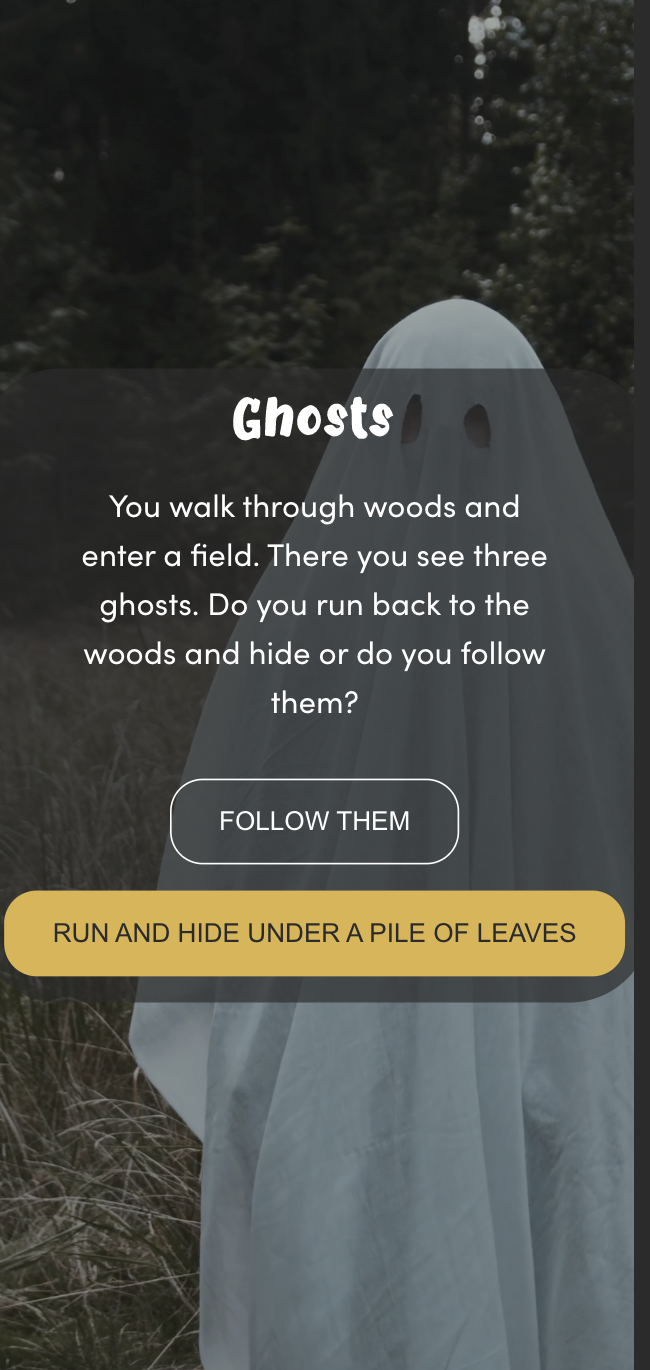 Ghosts
You walk through woods and
enter a field. There you see three
ghosts. Do you run back to the
woods and hide or do you follow
them?
FOLLOW THEM
RUN AND HIDE UNDER A PILE OF LEAVES